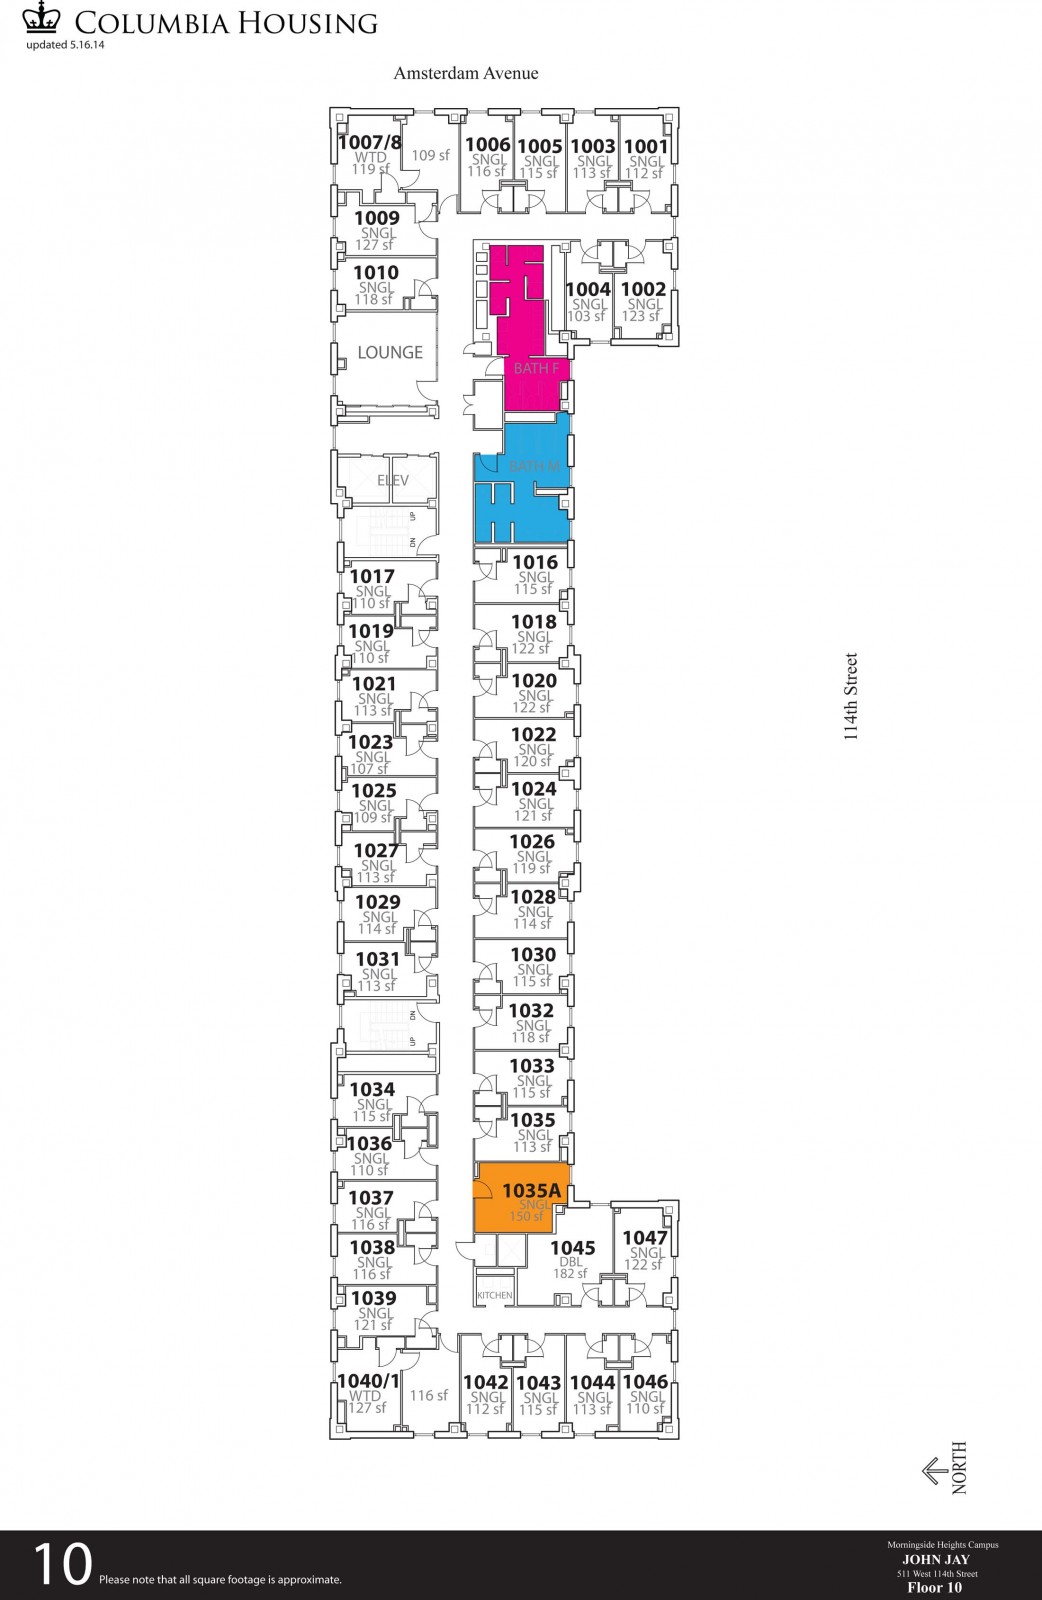 COLUMBIA HOUSING
updated 5.16.14
Amsterdam Avenue
1007/8
WTD
119 sf
109 sf
1006
SNGL
116 sf
1005
SNGL
115 sf
1003
SNGL
113 sf
1001
SNGL
112 sf
1009
SNGL
127 sf
1010
SNGL
118 sf
1004
SNGL
103 sf
1002
SNGL
123 sf
LOUNGE
BATH F
BATH M
ELEV
UP
DN
1016
SNGL
115 sf
1017
SNGL
110 sf
1018
SNGL
122 sf
1019
SNGL
110 sf
1020
SNGL
122 sf
1021
SNGL
113 sf
114th Street
1022
SNGL
120 sf
1023
SNGL
107 sf
1024
SNGL
121 sf
1025
SNGL
109 sf
1026
SNGL
119 sf
1027
SNGL
113 sf
1028
SNGL
114 sf
1029
SNGL
114 sf
1030
SNGL
115 sf
1031
SNGL
113 sf
1032
SNGL
118 sf
DN
UP
1033
SNGL
115 sf
1034
SNGL
115 sf
1035
SNGL
113 sf
1036
SNGL
110 sf
1035A
SNGL
150 sf
1037
SNGL
116 sf
1038
SNGL
116 sf
1045
DBL
182 sf
1047
SNGL
122 sf
KITCHEN
1039
SNGL
121 sf
1040/1
WTD
127 sf
116 sf
1042
SNGL
112 sf
1043
SNGL
115 sf
1044
SNGL
113 sf
1046
SNGL
110 sf
NORTH
10
Please note that all square footage is approximate.
Morningside Heights Campus
JOHN JAY
511 West 114th Street
Floor 10